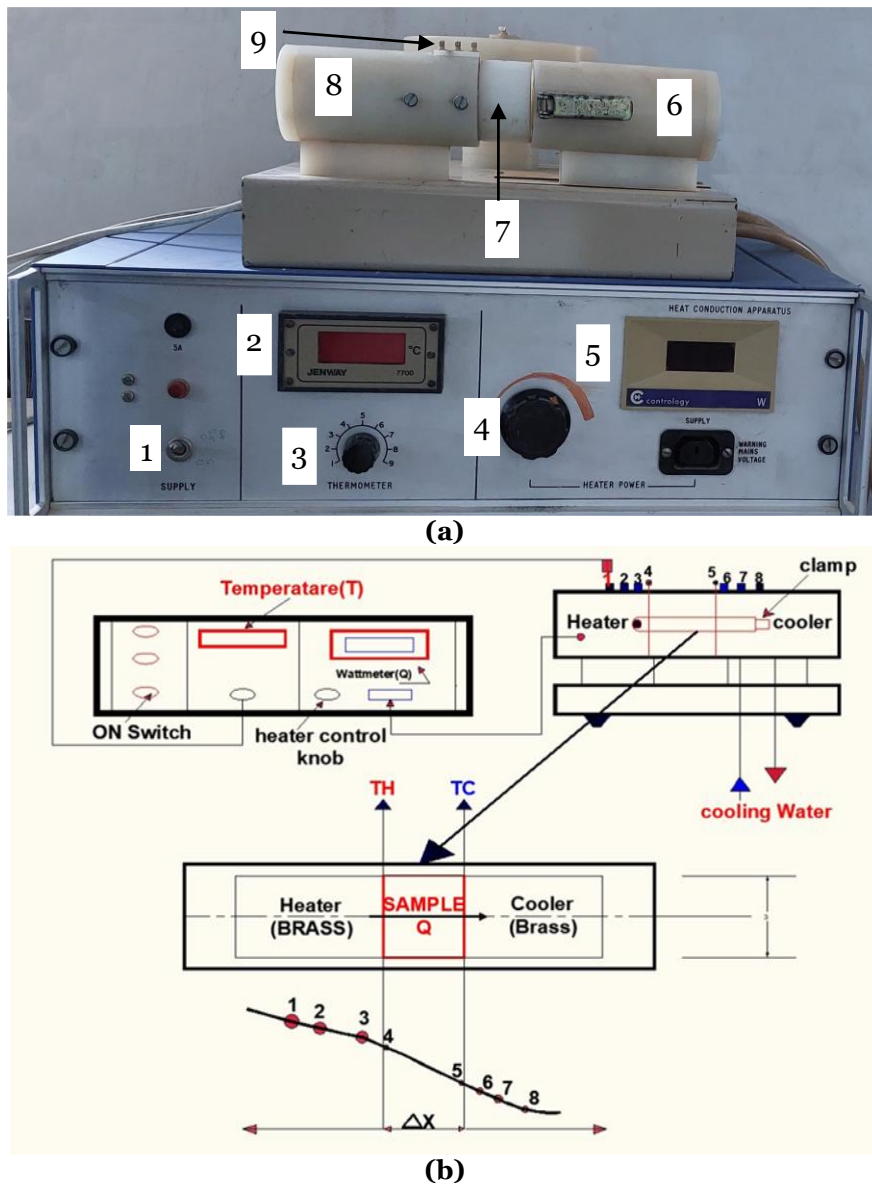 9
8
6
7
HEAT CONDUCTION APPARATUS
2
°C
JENWAY 7700
5
5A
contrology W
4
SUPPLY
1
3
1 2 3 4 5 6 7 8 9
WARNING
MAINS
VOLTAGE
SUPPLY
THERMOMETER
HEATER POWER
(a)
1 2 3 4 5 6 7 8
clamp
Temperatare(T)
Heater
cooler
Wattmeter(Q)
ON Switch
heater control
knob
TH
TC
cooling Water
Heater
(BRASS)
SAMPLE
Q
Cooler
(Brass)
1
2
3
4
5
6
7
8
△X
(b)